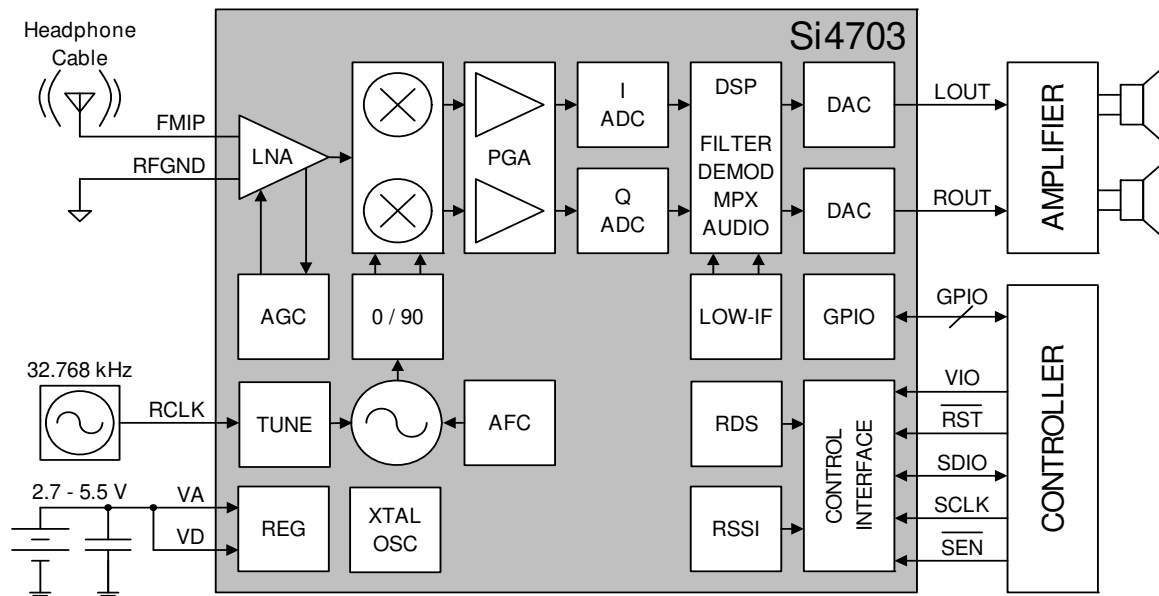 Headphone
Cable
Si4703
FMIP
RFGND
LNA
PGA
I
ADC
Q
ADC
DSP
FILTER
DEMOD
MPX
AUDIO
DAC
DAC
LOUT
ROUT
AMPLIFIER
AGC
0 / 90
LOW-IF
GPIO
GPIO
32.768 kHz
RCLK
TUNE
AFC
RDS
CONTROL
INTERFACE
VIO
RST
SDIO
SCLK
SEN
CONTROLLER
2.7 - 5.5 V
VA
VD
REG
XTAL
OSC
RSSI